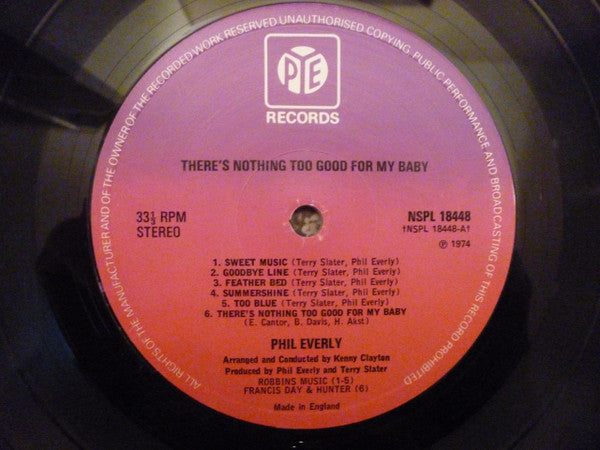 ALL RIGHTS OF THE MANUFACTURER AND OF THE OWNER OF THE RECORDED WORK RESERVED UNAUTHORISED COPYING PUBLIC PERFORMANCE AND BROADCASTING OF THIS RECORD PROHIBITED
PYE
RECORDS
THERE'S NOTHING TOO GOOD FOR MY BABY
33⅓ RPM
STEREO
NSPL 18448
†NSPL 18448-A†
℗ 1974
1. SWEET MUSIC (Terry Slater, Phil Everly)
2. GOODBYE LINE (Terry Slater, Phil Everly)
3. FEATHER BED (Terry Slater, Phil Everly)
4. SUMMERSHINE (Terry Slater, Phil Everly)
5. TOO BLUE (Terry Slater, Phil Everly)
6. THERE'S NOTHING TOO GOOD FOR MY BABY
(E. Cantor, B. Davis, H. Akst)
PHIL EVERLY
Arranged and Conducted by Kenny Clayton
Produced by Phil Everly and Terry Slater
ROBBINS MUSIC (1-5)
FRANCIS DAY & HUNTER (6)
Made in England